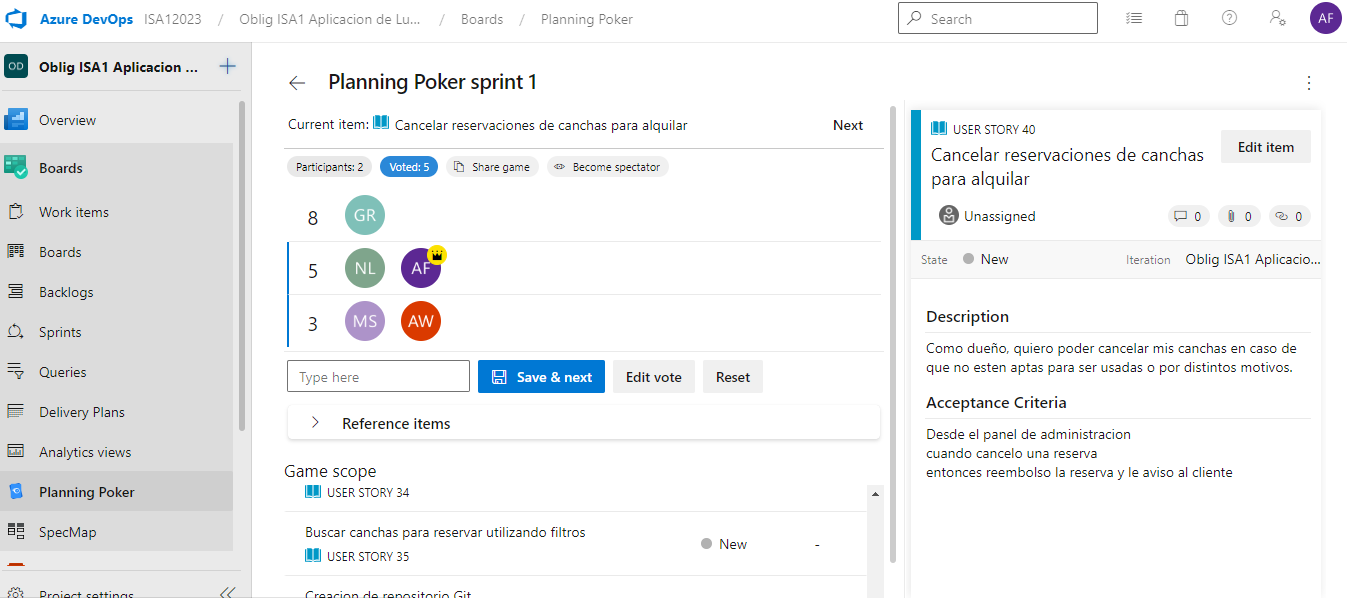 Azure DevOps ISA12023 / Oblig ISA1 Aplicacion de Lu... / Boards / Planning Poker
Search
AF
OD Oblig ISA1 Aplicacion ...
Overview
Boards
Work items
Boards
Backlogs
Sprints
Queries
Delivery Plans
Analytics views
Planning Poker
SpecMap
Project settings
Planning Poker sprint 1
Current item: Cancelar reservaciones de canchas para alquilar
Next
Participants: 2 Voted: 5 Share game Become spectator
8 GR
5 NL AF
3 MS AW
Type here Save & next Edit vote Reset
Reference items
Game scope
USER STORY 34
Buscar canchas para reservar utilizando filtros
New -
USER STORY 35
Creacion de repositorio Git
USER STORY 40
Edit item
Cancelar reservaciones de canchas
para alquilar
Unassigned 0 0 0
State New Iteration Oblig ISA1 Aplicacio...
Description
Como dueño, quiero poder cancelar mis canchas en caso de
que no esten aptas para ser usadas o por distintos motivos.
Acceptance Criteria
Desde el panel de administracion
cuando cancelo una reserva
entonces reembolso la reserva y le aviso al cliente